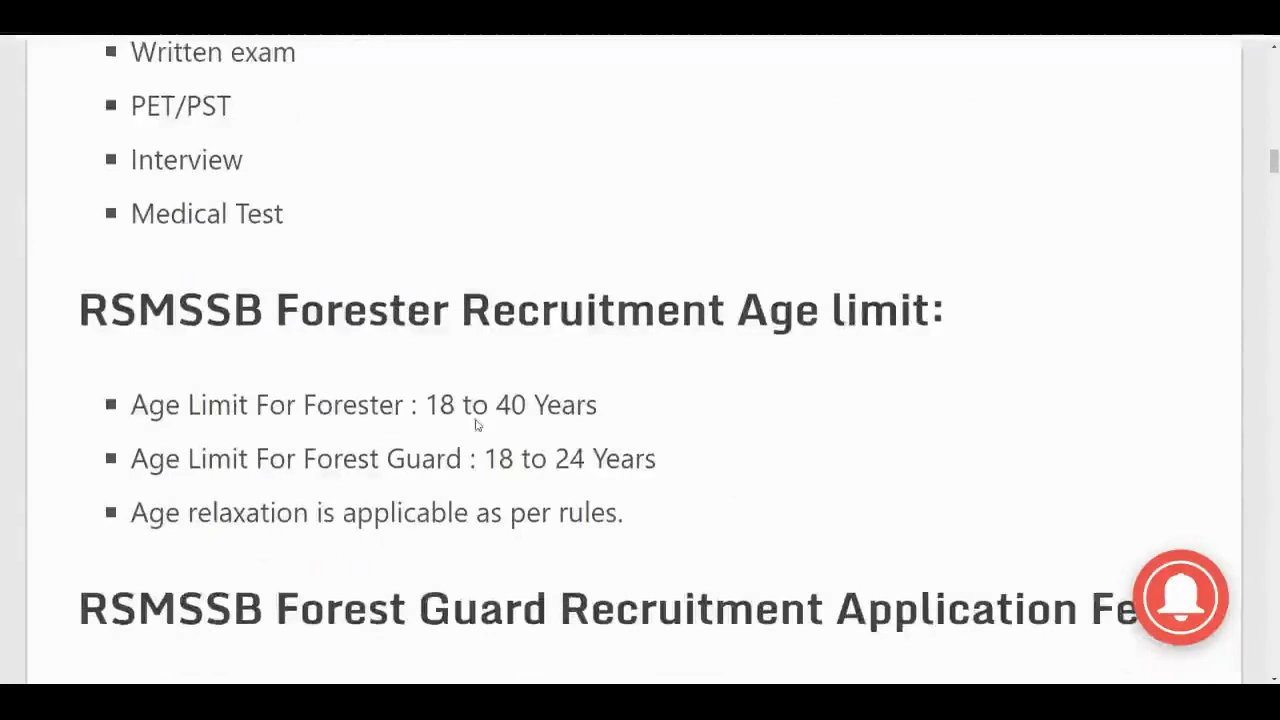 Written exam
PET/PST
Interview
Medical Test
RSMSSB Forester Recruitment Age limit:
Age Limit For Forester : 18 to 40 Years
Age Limit For Forest Guard : 18 to 24 Years
Age relaxation is applicable as per rules.
RSMSSB Forest Guard Recruitment Application